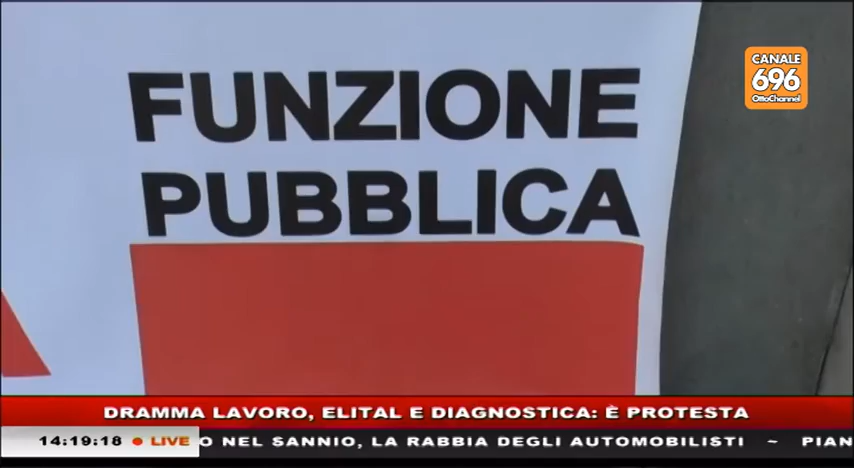 FUNZIONE
PUBBLICA
CANALE
696
OttoChannel
DRAMMA LAVORO, ELITAL E DIAGNOSTICA: È PROTESTA
14:19:18 ● LIVE O NEL SANNIO, LA RABBIA DEGLI AUTOMOBILISTI ~ PIAN